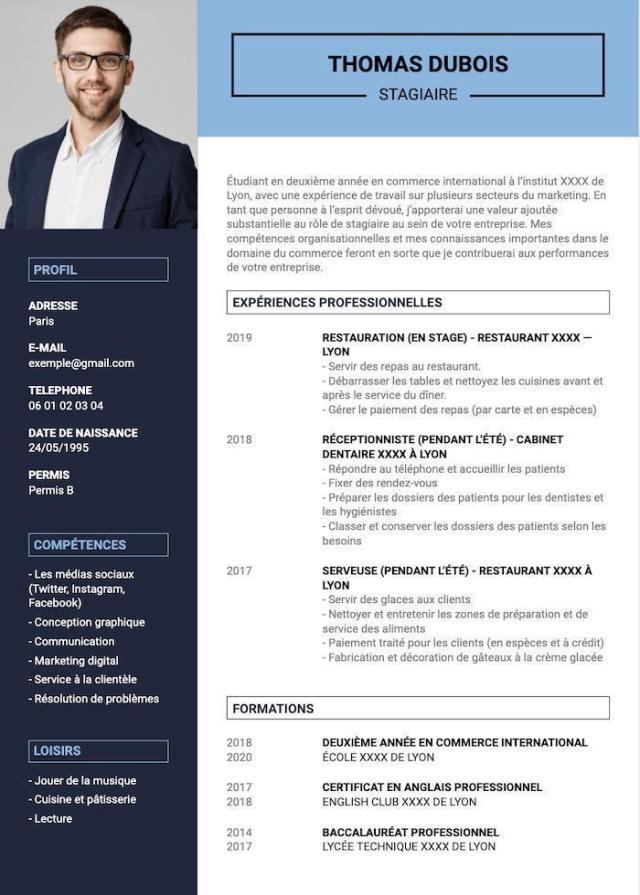 THOMAS DUBOIS
STAGIAIRE
Étudiant en deuxième année en commerce international à l'institut XXXX de
Lyon, avec une expérience de travail sur plusieurs secteurs du marketing. En
tant que personne à l'esprit dévoué, j'apporterai une valeur ajoutée
substantielle au rôle de stagiaire au sein de votre entreprise. Mes
compétences organisationnelles et mes connaissances importantes dans le
domaine du commerce feront en sorte que je contribuerai aux performances
de votre entreprise.
PROFIL
ADRESSE
Paris
E-MAIL
exemple@gmail.com
TELEPHONE
06 01 02 03 04
DATE DE NAISSANCE
24/05/1995
PERMIS
Permis B
COMPÉTENCES
- Les médias sociaux
(Twitter, Instagram,
Facebook)
- Conception graphique
- Communication
- Marketing digital
- Service à la clientèle
- Résolution de problèmes
LOISIRS
- Jouer de la musique
- Cuisine et pâtisserie
- Lecture
EXPÉRIENCES PROFESSIONNELLES
2019
RESTAURATION (EN STAGE) - RESTAURANT XXXX —
LYON
- Servir des repas au restaurant.
- Débarrasser les tables et nettoyez les cuisines avant et
après le service du dîner.
- Gérer le paiement des repas (par carte et en espèces)
2018
RÉCEPTIONNISTE (PENDANT L'ÉTÉ) - CABINET
DENTAIRE XXXX À LYON
- Répondre au téléphone et accueillir les patients
- Fixer des rendez-vous
- Préparer les dossiers des patients pour les dentistes et
les hygiénistes
- Classer et conserver les dossiers des patients selon les
besoins
2017
SERVEUSE (PENDANT L'ÉTÉ) - RESTAURANT XXXX À
LYON
- Servir des glaces aux clients
- Nettoyer et entretenir les zones de préparation et de
service des aliments
- Paiement traité pour les clients (en espèces et à crédit)
- Fabrication et décoration de gâteaux à la crème glacée
FORMATIONS
2018
2020
DEUXIÈME ANNÉE EN COMMERCE INTERNATIONAL
ÉCOLE XXXX DE LYON
2017
2018
CERTIFICAT EN ANGLAIS PROFESSIONNEL
ENGLISH CLUB XXXX DE LYON
2014
2017
BACCALAURÉAT PROFESSIONNEL
LYCÉE TECHNIQUE XXXX DE LYON